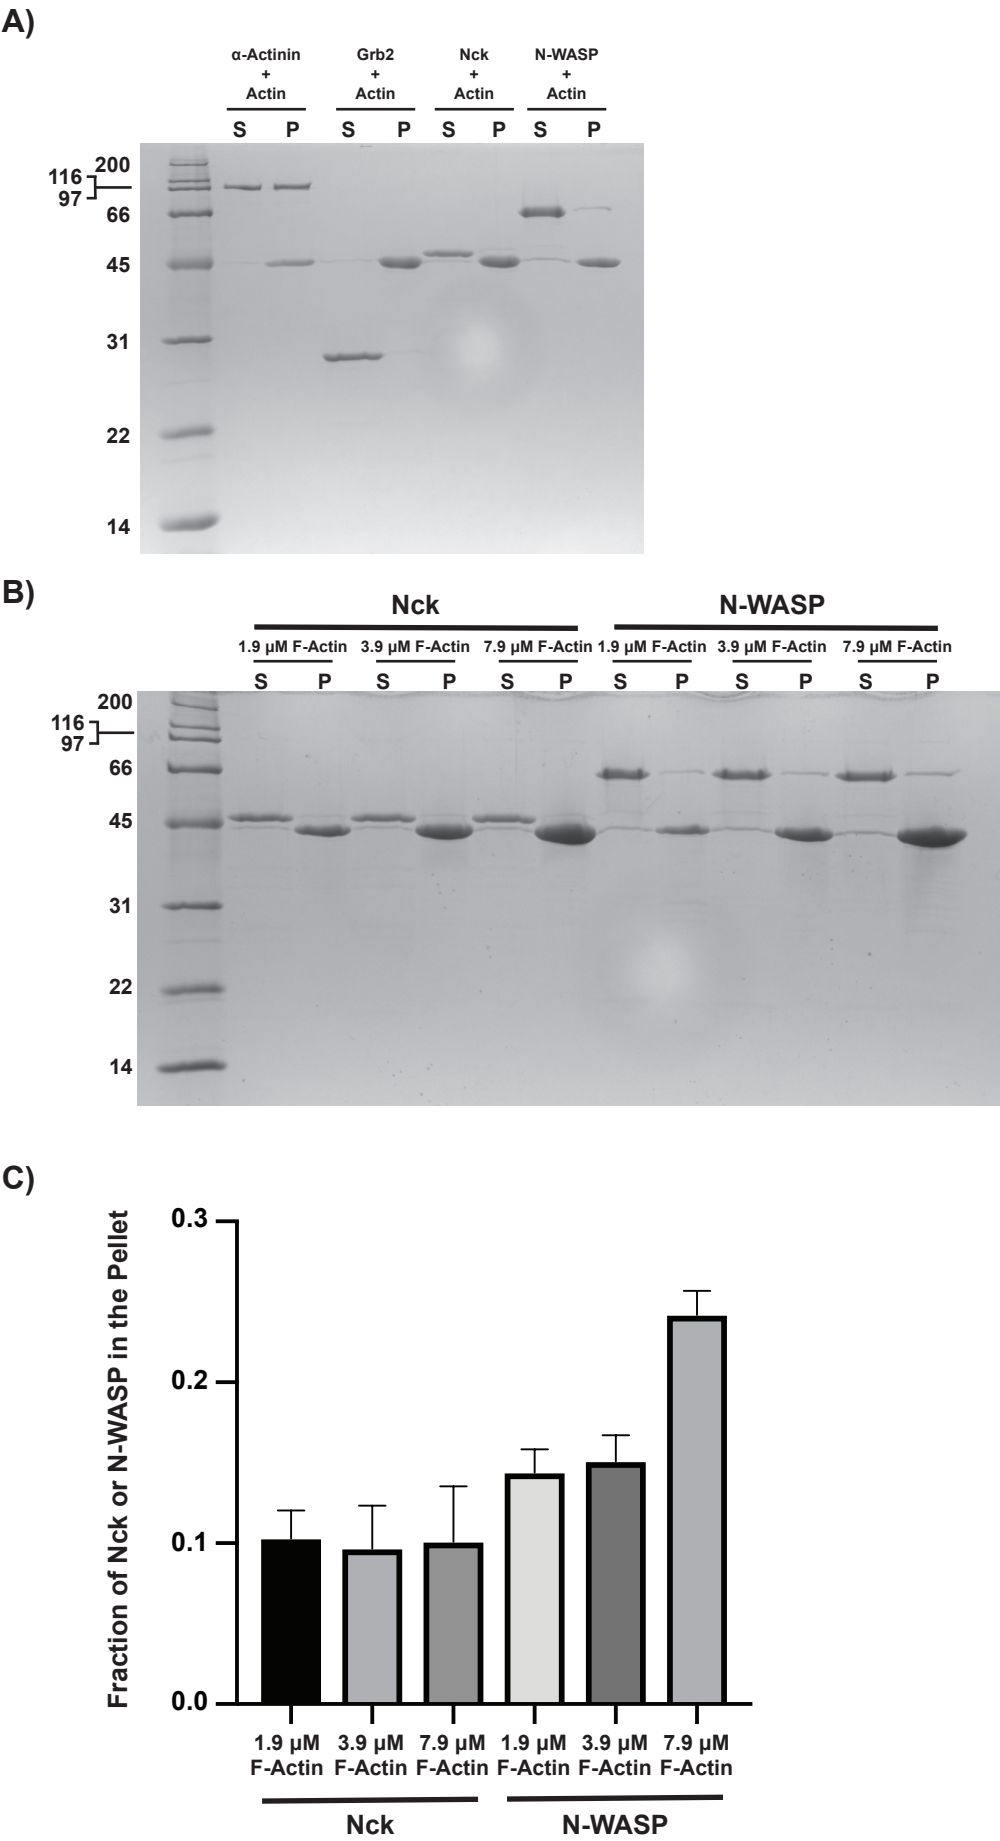 A)
α-Actinin Grb2 Nck N-WASP
+ + + +
Actin Actin Actin Actin
S P S P S P S P
200
116
97
66
45
31
22
14
B)
Nck N-WASP
1.9 µM F-Actin 3.9 µM F-Actin 7.9 µM F-Actin 1.9 µM F-Actin 3.9 µM F-Actin 7.9 µM F-Actin
S P S P S P S P S P S P
200
116
97
66
45
31
22
14
C)
Fraction of Nck or N-WASP in the Pellet
0.3
0.2
0.1
0.0
1.9 µM 3.9 µM 7.9 µM 1.9 µM 3.9 µM 7.9 µM
F-Actin F-Actin F-Actin F-Actin F-Actin F-Actin
Nck N-WASP